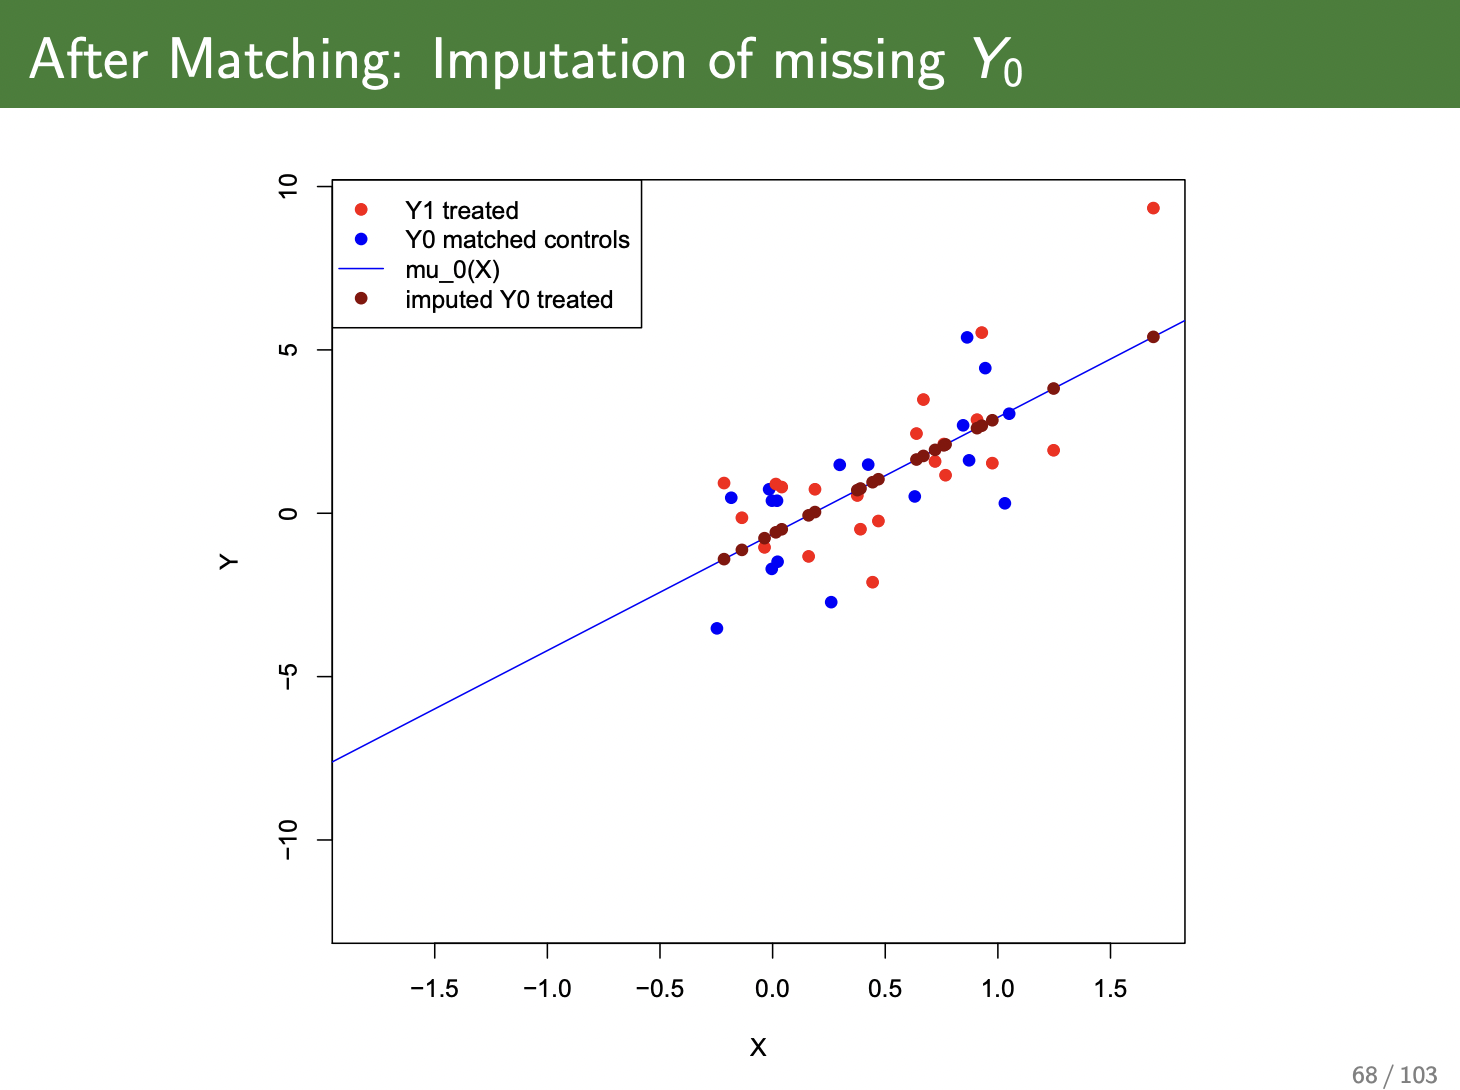 After Matching: Imputation of missing Y0
10
5
0
−5
−10
Y
Y1 treated
Y0 matched controls
mu_0(X)
imputed Y0 treated
−1.5 −1.0 −0.5 0.0 0.5 1.0 1.5
X
68 / 103